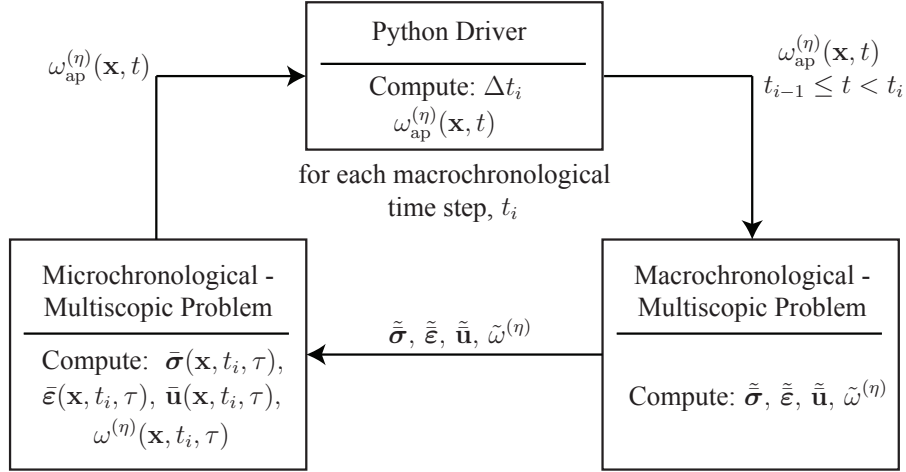 Python Driver
Compute: Δt_i
ω_ap^(η)(x, t)
for each macrochronological
time step, t_i
ω_ap^(η)(x, t)
t_{i−1} ≤ t < t_i
Macrochronological -
Multiscopic Problem
Compute: σ̄̃, ε̄̃, ū̃, ω̃^(η)
σ̄̃, ε̄̃, ū̃, ω̃^(η)
Microchronological -
Multiscopic Problem
Compute: σ̄(x, t_i, τ),
ε̄(x, t_i, τ), ū(x, t_i, τ),
ω^(η)(x, t_i, τ)
ω_ap^(η)(x, t)